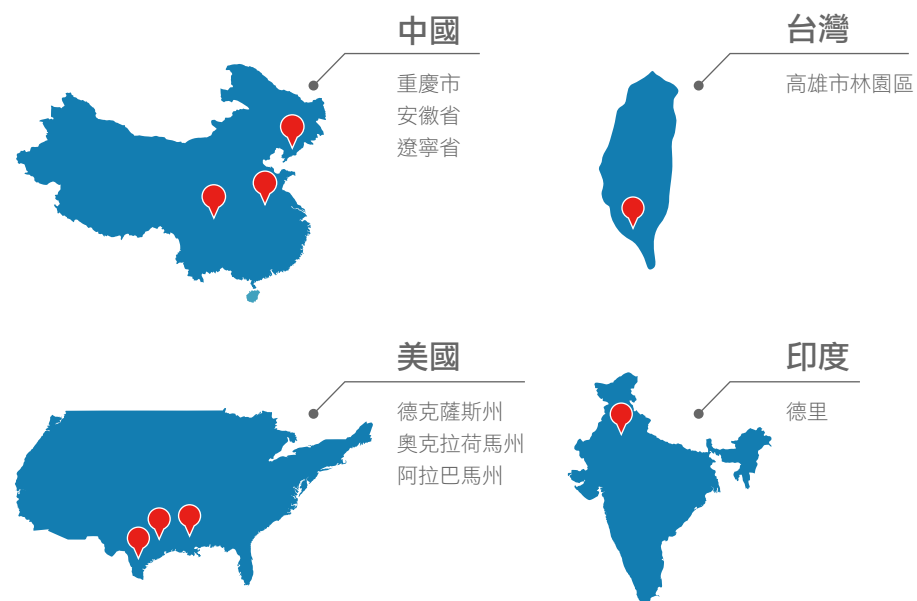 中國
重慶市
安徽省
遼寧省
台灣
高雄市林園區
美國
德克薩斯州
奧克拉荷馬州
阿拉巴馬州
印度
德里